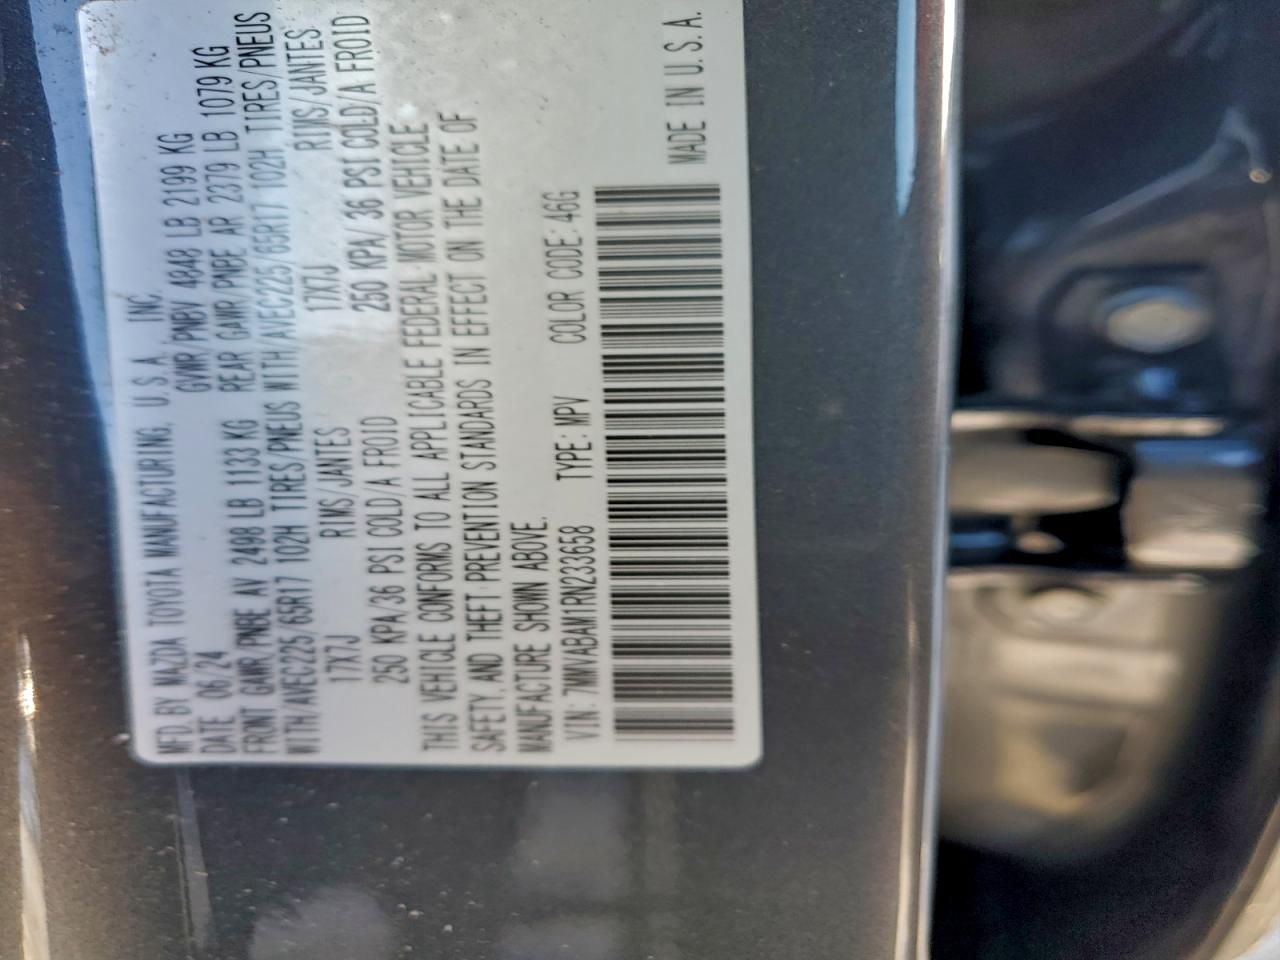 MFD. BY MAZDA TOYOTA MANUFACTURING, U.S.A., INC.
DATE 06/24 GVWR/PNBV 4848 LB 2199 KG
FRONT GAWR/PNBE AV 2498 LB 1133 KG REAR GAWR/PNBE AR 2379 LB 1079 KG
WITH/AVEC225/65R17 102H TIRES/PNEUS WITH/AVEC225/65R17 102H TIRES/PNEUS
17X7J RIMS/JANTES 17X7J RIMS/JANTES
250 KPA/36 PSI COLD/A FROID 250 KPA/36 PSI COLD/A FROID
THIS VEHICLE CONFORMS TO ALL APPLICABLE FEDERAL MOTOR VEHICLE
SAFETY, AND THEFT PREVENTION STANDARDS IN EFFECT ON THE DATE OF
MANUFACTURE SHOWN ABOVE.
VIN: 7MMVABAM1RN233658 TYPE: MPV COLOR CODE: 46G
MADE IN U.S.A.